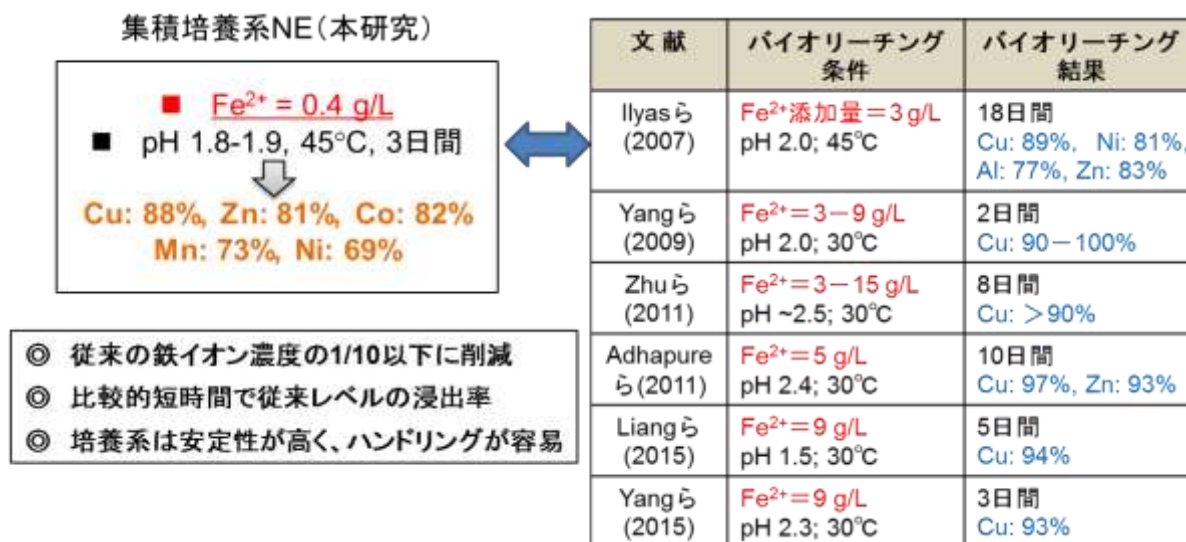 集積培養系NE（本研究）
■ Fe²⁺ = 0.4 g/L
■ pH 1.8-1.9, 45°C, 3日間
Cu: 88%, Zn: 81%, Co: 82%
Mn: 73%, Ni: 69%
◎ 従来の鉄イオン濃度の1/10以下に削減
◎ 比較的短時間で従来レベルの浸出率
◎ 培養系は安定性が高く、ハンドリングが容易
文 献
バイオリーチング
条件
バイオリーチング
結果
Ilyasら
(2007)
Fe²⁺添加量＝3 g/L
pH 2.0; 45℃
18日間
Cu: 89%, Ni: 81%,
Al: 77%, Zn: 83%
Yangら
(2009)
Fe²⁺＝3－9 g/L
pH 2.0; 30℃
2日間
Cu: 90－100%
Zhuら
(2011)
Fe²⁺＝3－15 g/L
pH ~2.5; 30℃
8日間
Cu: ＞90%
Adhapure
ら(2011)
Fe²⁺＝5 g/L
pH 2.4; 30℃
10日間
Cu: 97%, Zn: 93%
Liangら
(2015)
Fe²⁺＝9 g/L
pH 1.5; 30℃
5日間
Cu: 94%
Yangら
(2015)
Fe²⁺＝9 g/L
pH 2.3; 30℃
3日間
Cu: 93%